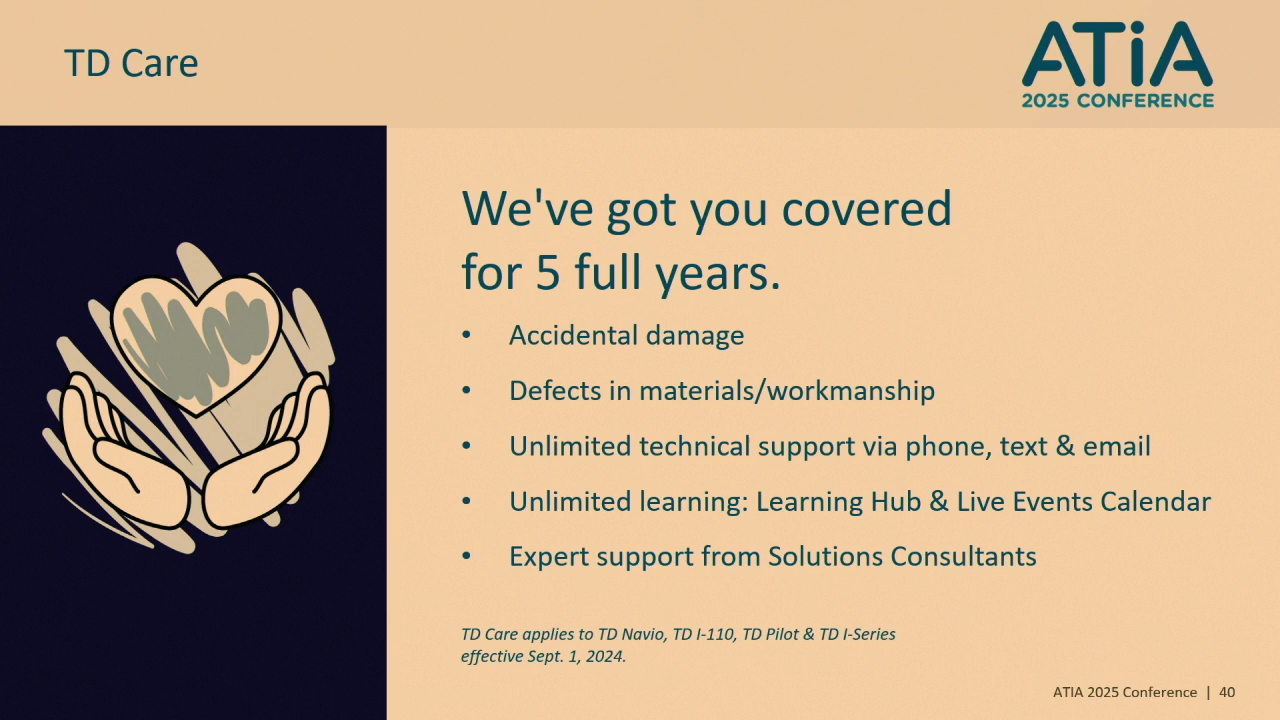 TD Care
ATiA
2025 CONFERENCE
We've got you covered
for 5 full years.
• Accidental damage
• Defects in materials/workmanship
• Unlimited technical support via phone, text & email
• Unlimited learning: Learning Hub & Live Events Calendar
• Expert support from Solutions Consultants
TD Care applies to TD Navio, TD I-110, TD Pilot & TD I-Series
effective Sept. 1, 2024.
ATIA 2025 Conference | 40